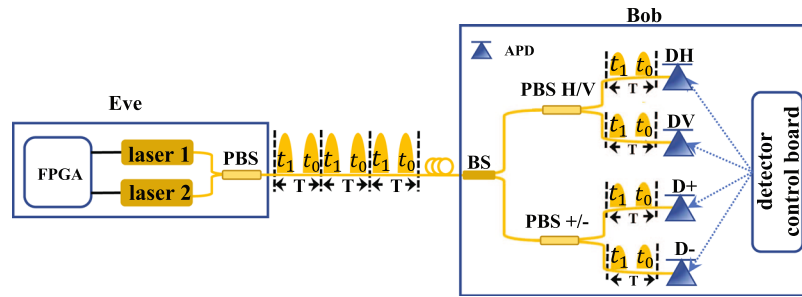 Bob
APD
DH
t₁ t₀
T
PBS H/V
Eve
DV
t₁ t₀
T
FPGA
laser 1
laser 2
PBS
t₁ t₀ t₁ t₀ t₁ t₀
T T T
BS
detector
control board
D+
t₁ t₀
T
PBS +/-
D-
t₁ t₀
T